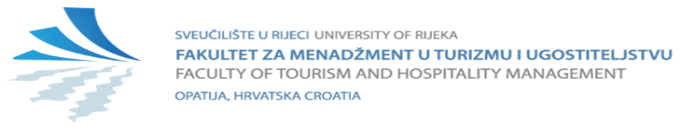 SVEUČILIŠTE U RIJECI UNIVERSITY OF RIJEKA
FAKULTET ZA MENADŽMENT U TURIZMU I UGOSTITELJSTVU
FACULTY OF TOURISM AND HOSPITALITY MANAGEMENT
OPATIJA, HRVATSKA CROATIA